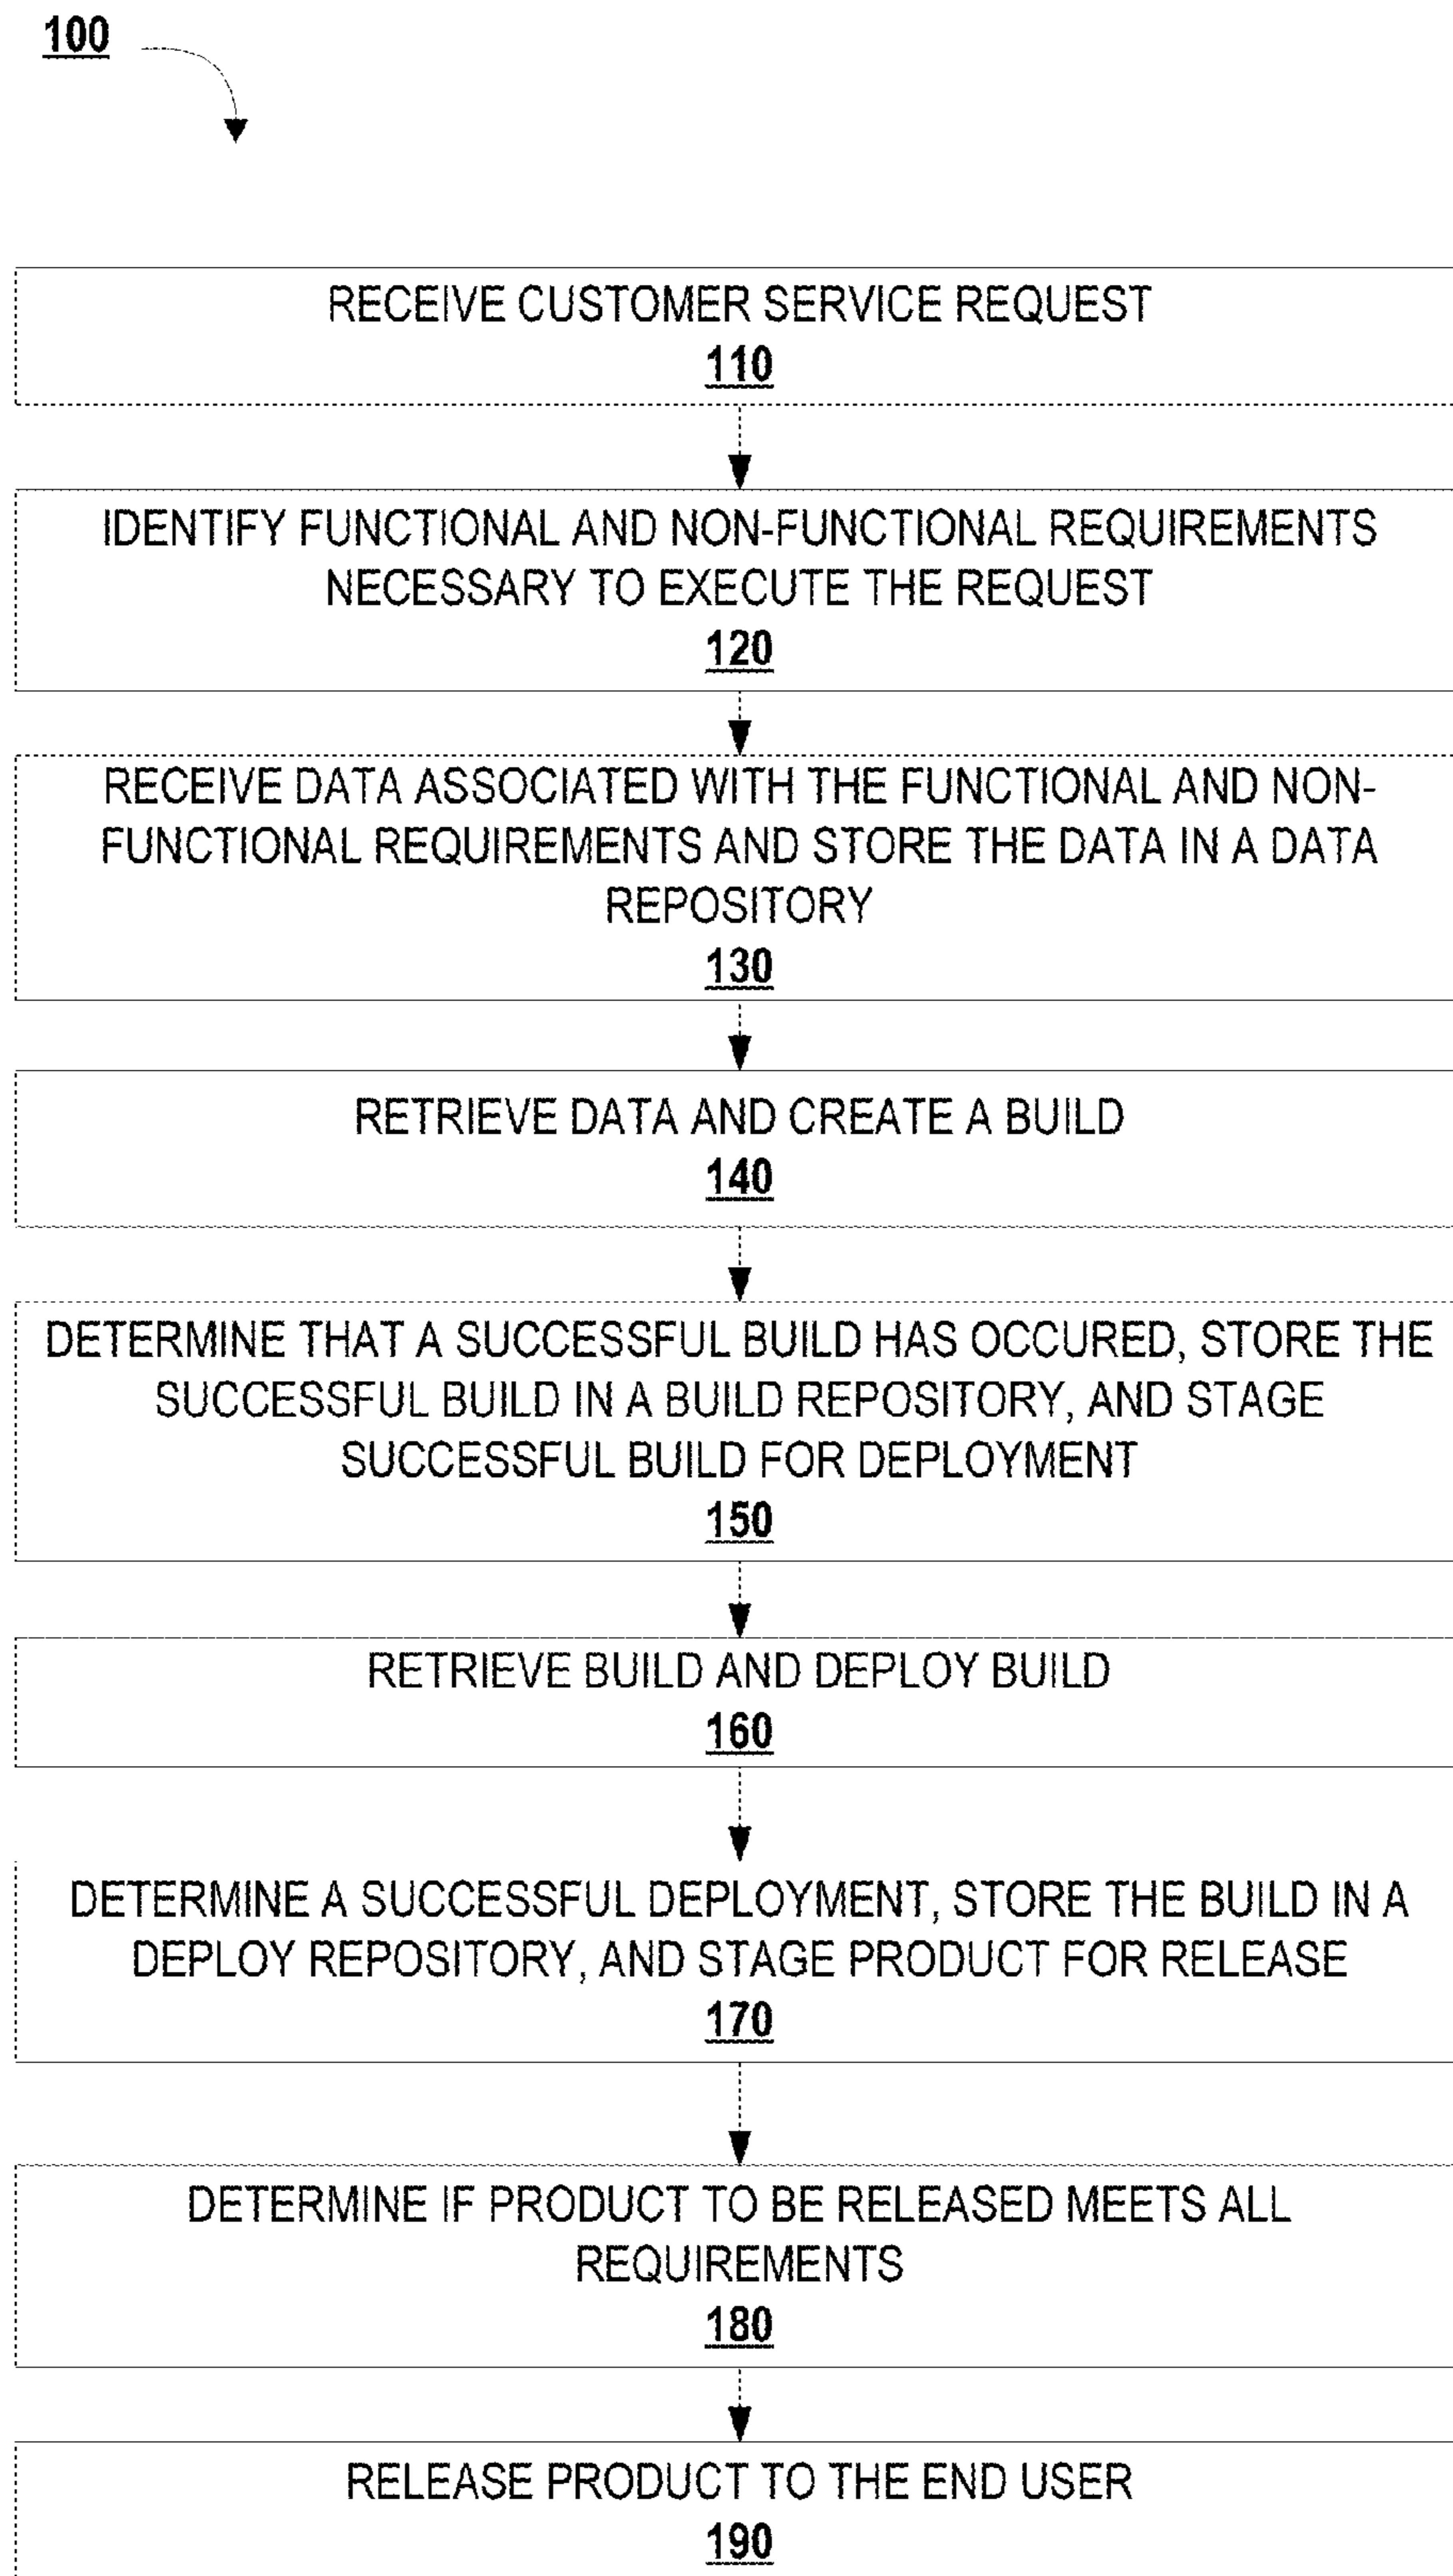 100
RECEIVE CUSTOMER SERVICE REQUEST
110
IDENTIFY FUNCTIONAL AND NON-FUNCTIONAL REQUIREMENTS
NECESSARY TO EXECUTE THE REQUEST
120
RECEIVE DATA ASSOCIATED WITH THE FUNCTIONAL AND NON-
FUNCTIONAL REQUIREMENTS AND STORE THE DATA IN A DATA
REPOSITORY
130
RETRIEVE DATA AND CREATE A BUILD
140
DETERMINE THAT A SUCCESSFUL BUILD HAS OCCURED, STORE THE
SUCCESSFUL BUILD IN A BUILD REPOSITORY, AND STAGE
SUCCESSFUL BUILD FOR DEPLOYMENT
150
RETRIEVE BUILD AND DEPLOY BUILD
160
DETERMINE A SUCCESSFUL DEPLOYMENT, STORE THE BUILD IN A
DEPLOY REPOSITORY, AND STAGE PRODUCT FOR RELEASE
170
DETERMINE IF PRODUCT TO BE RELEASED MEETS ALL
REQUIREMENTS
180
RELEASE PRODUCT TO THE END USER
190